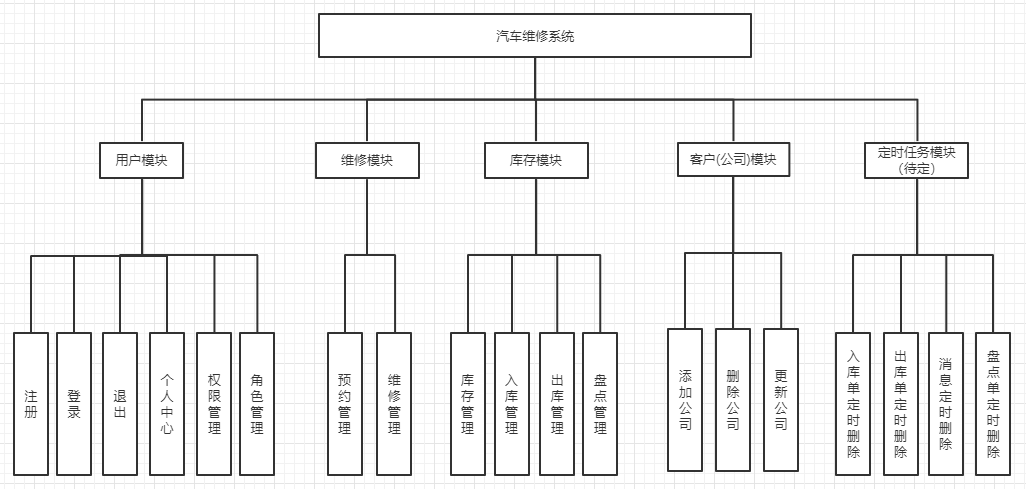 汽车维修系统
用户模块
维修模块
库存模块
客户(公司)模块
定时任务模块
（待定）
注册
登录
退出
个人中心
权限管理
角色管理
预约管理
维修管理
库存管理
入库管理
出库管理
盘点管理
添加公司
删除公司
更新公司
入库单定时删除
出库单定时删除
消息定时删除
盘点单定时删除